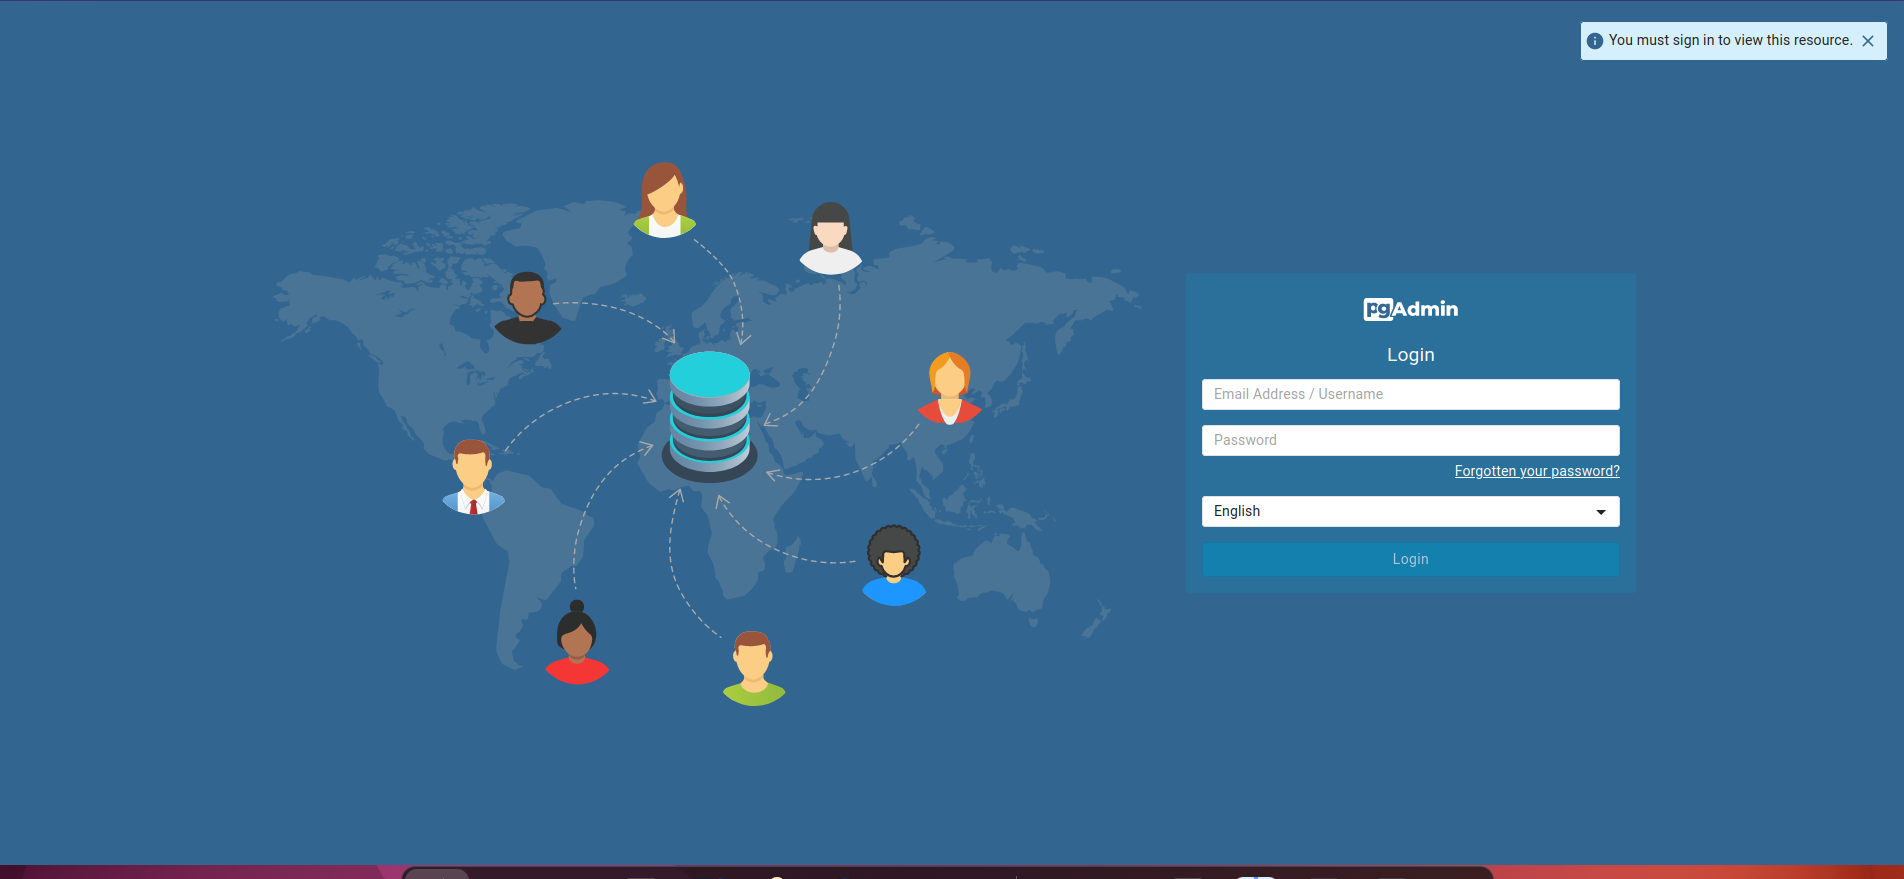 You must sign in to view this resource.
pgAdmin
Login
Email Address / Username
Password
Forgotten your password?
English
Login